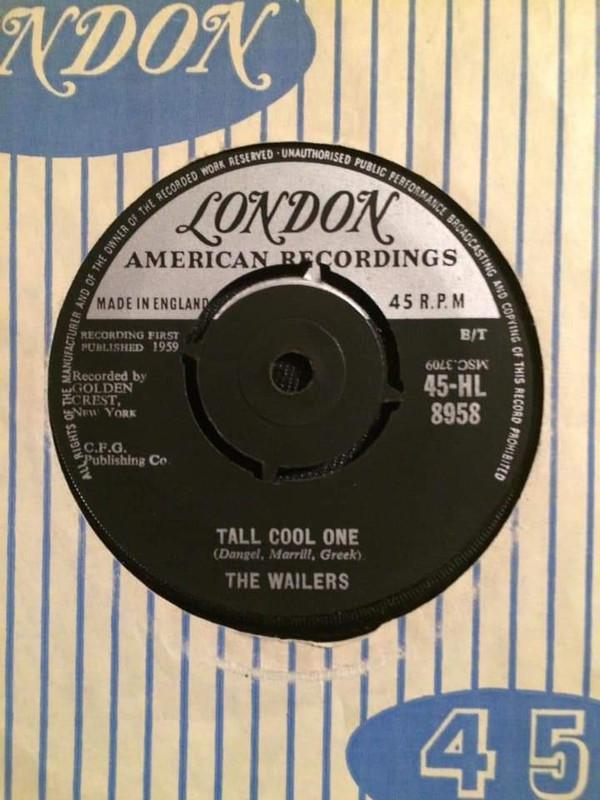 NDON
ALL RIGHTS OF THE MANUFACTURER AND OF THE OWNER OF THE RECORDED WORK RESERVED · UNAUTHORISED PUBLIC PERFORMANCE BROADCASTING AND COPYING OF THIS RECORD PROHIBITED
LONDON
AMERICAN RECORDINGS
MADE IN ENGLAND 45 R.P.M
RECORDING FIRST
PUBLISHED 1959
B/T
Recorded by
GOLDEN
CREST,
NEW YORK
MSC.3709
45-HL
8958
C.F.G.
Publishing Co.
TALL COOL ONE
(Dangel, Marrill, Greek)
THE WAILERS
45